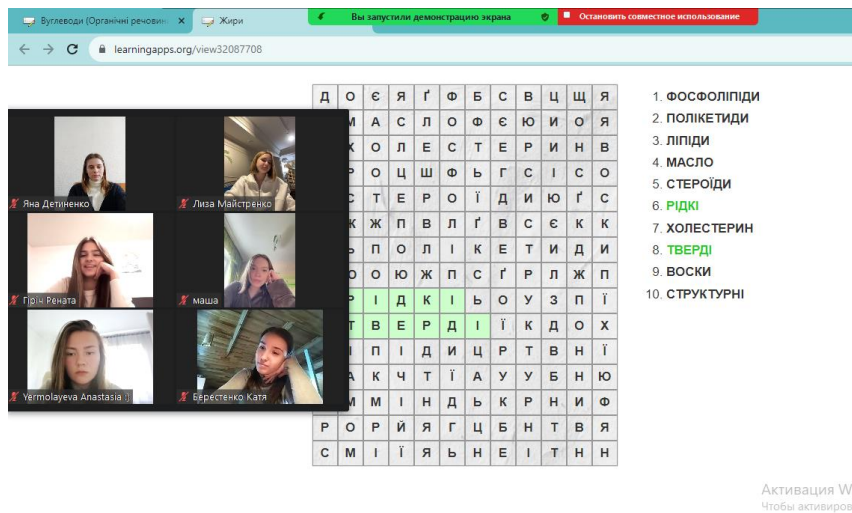 Вуглеводи (Органічні речовин
Жири
Вы запустили демонстрацию экрана
Остановить совместное использование
learningapps.org/view32087708
Д О Є Я Ґ Ф Б С В Ц Щ Я
М А С Л О Ф Є Ю И О Я
Х О Л Е С Т Е Р И Н В
Р О Ц Ш Ф Ь Г С І С О
С Т Е Р О Ї Д И Ю Ґ С
К Ж П В Л Ґ В С Є К К
Ь П О Л І К Е Т И Д И
О О Ю Ж П С Ґ Р Л Ж П
Р І Д К І Ь О У З П Ї
Т В Е Р Д І Ї К Д О Х
І П І Д И Ц Р Т В Н Ї
А К Ч Т Ї А У У Б Н Ю
М М І Н Д Ь К Р Н И Ф
Р О Р Й Я Г Ц Б Н Т В Я
С М І Ї Я Ь Н Е І Т Н Н
1. ФОСФОЛІПІДИ
2. ПОЛІКЕТИДИ
3. ЛІПІДИ
4. МАСЛО
5. СТЕРОЇДИ
6. РІДКІ
7. ХОЛЕСТЕРИН
8. ТВЕРДІ
9. ВОСКИ
10. СТРУКТУРНІ
Яна Детиненко
Лиза Майстренко
Гіріч Рената
маша
Yermolayeva Anastasia :)
Берестенко Катя
Активация W
Чтобы активиров